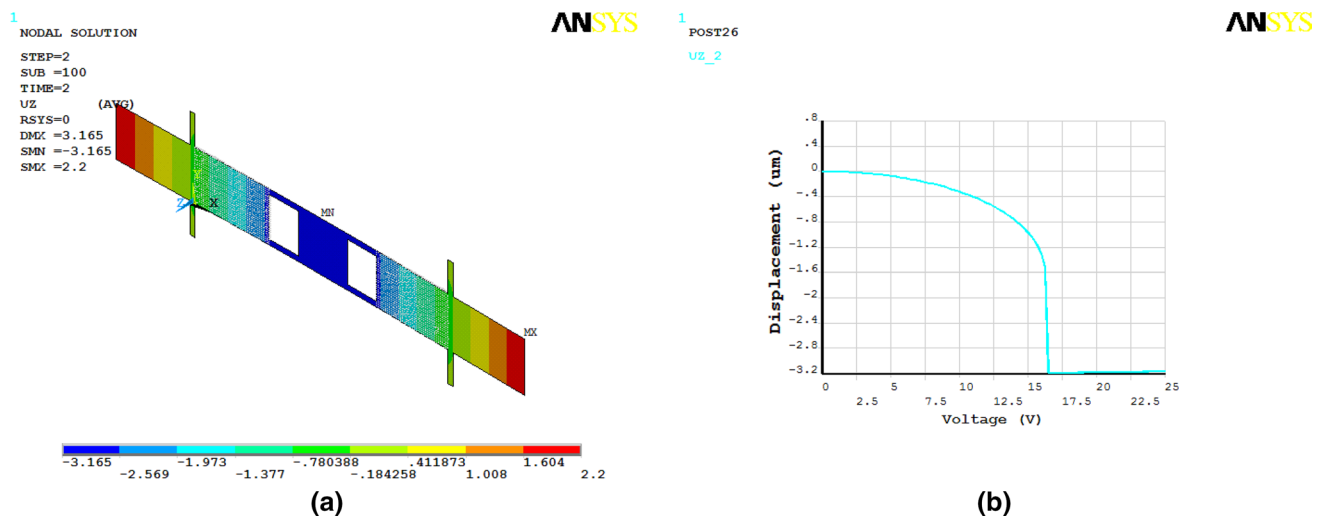 1
NODAL SOLUTION
ANSYS
STEP=2
SUB =100
TIME=2
UZ (AVG)
RSYS=0
DMX =3.165
SMN =-3.165
SMX =2.2
Y
Z X
MN
MX
-3.165 -1.973 -.780388 .411873 1.604
-2.569 -1.377 -.184258 1.008 2.2
(a)
1
POST26
ANSYS
UZ_2
.8
.4
0
-.4
-.8
-1.2
-1.6
-2
-2.4
-2.8
-3.2
Displacement (um)
0 5 10 15 20 25
2.5 7.5 12.5 17.5 22.5
Voltage (V)
(b)